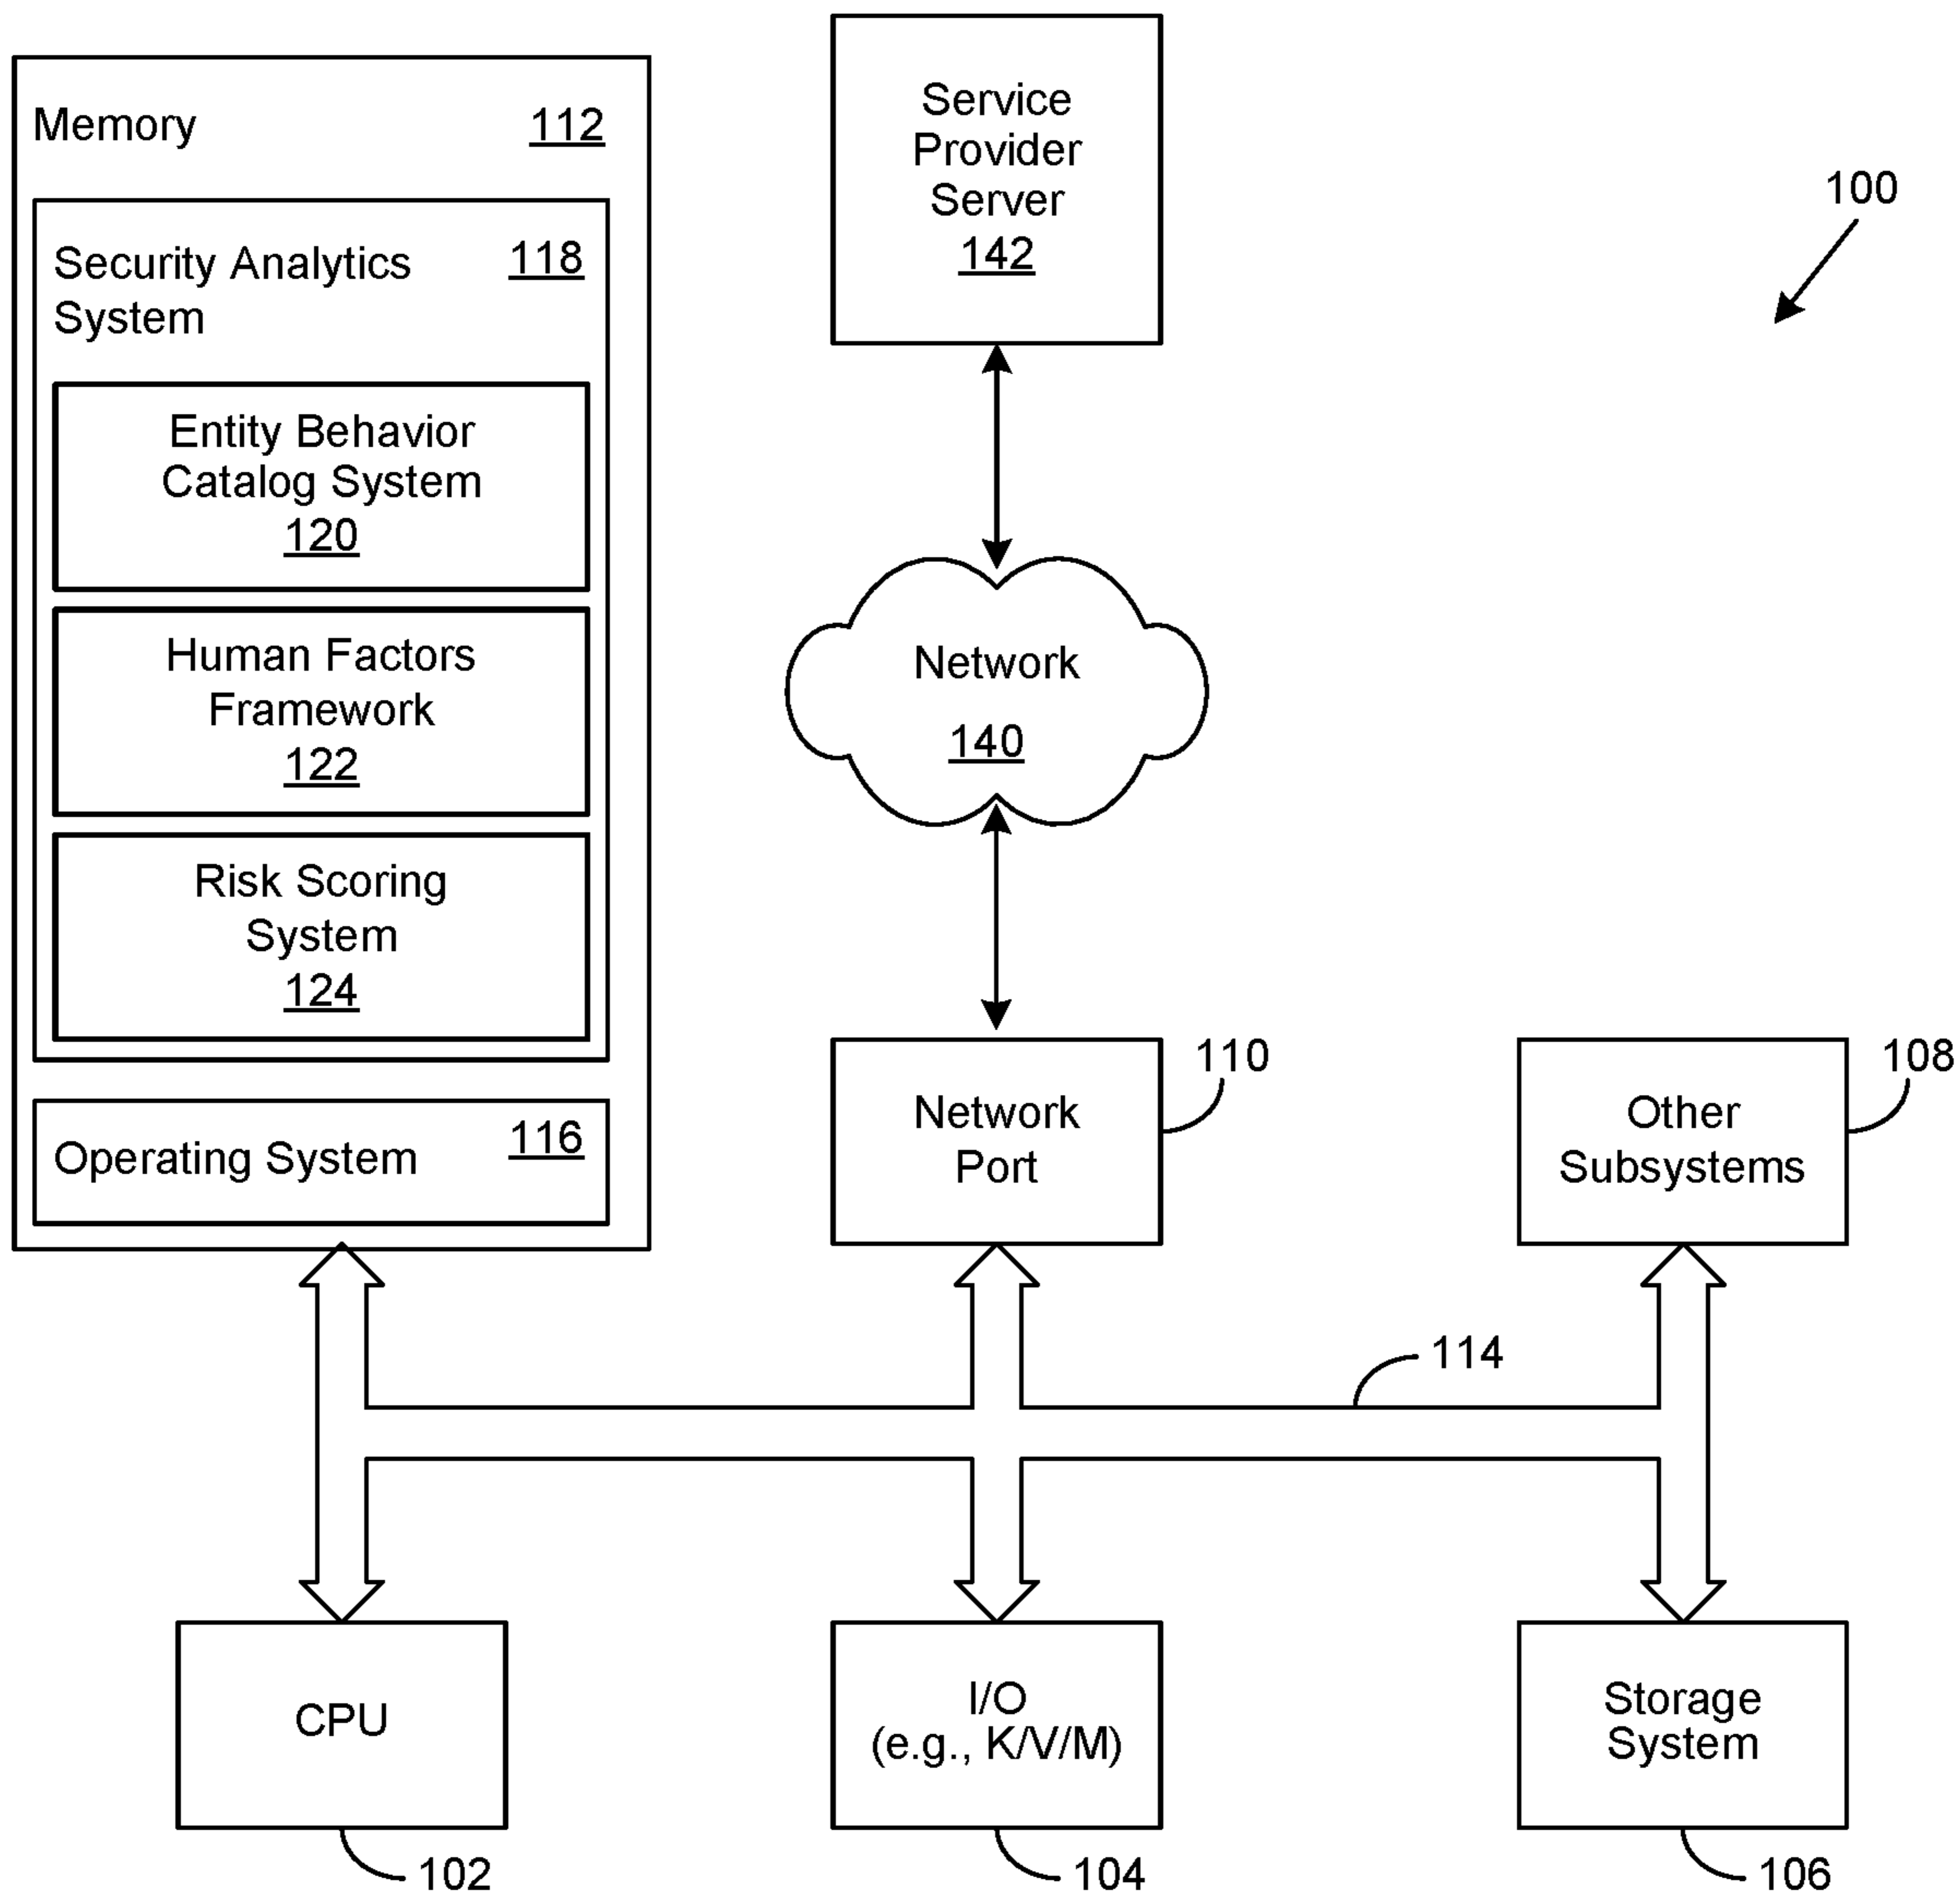 Memory 112
Security Analytics 118
System
Entity Behavior
Catalog System
120
Human Factors
Framework
122
Risk Scoring
System
124
Operating System 116
Service
Provider
Server
142
100
Network
140
Network
Port
110
Other
Subsystems
108
114
CPU
102
I/O
(e.g., K/V/M)
104
Storage
System
106